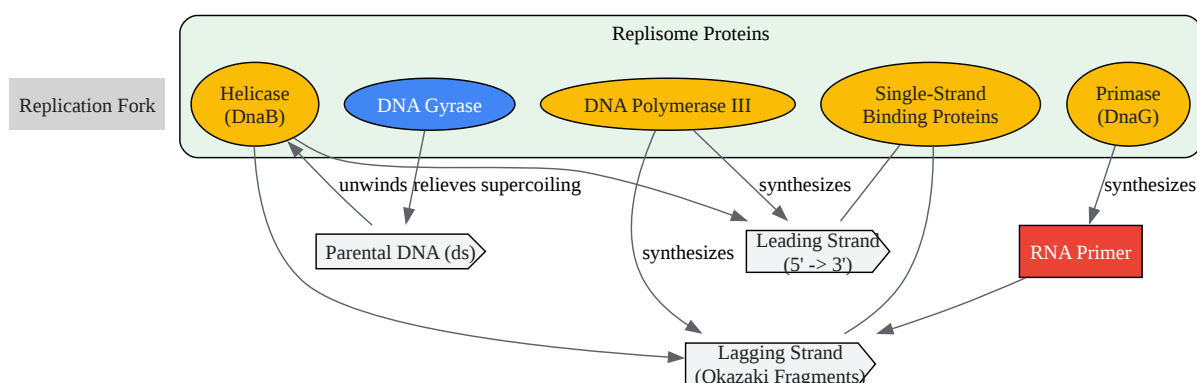 Replisome Proteins
Replication Fork
Helicase
(DnaB)
DNA Gyrase
DNA Polymerase III
Single-Strand
Binding Proteins
Primase
(DnaG)
unwinds
relieves supercoiling
synthesizes
synthesizes
synthesizes
Parental DNA (ds)
Leading Strand
(5' -> 3')
RNA Primer
Lagging Strand
(Okazaki Fragments)